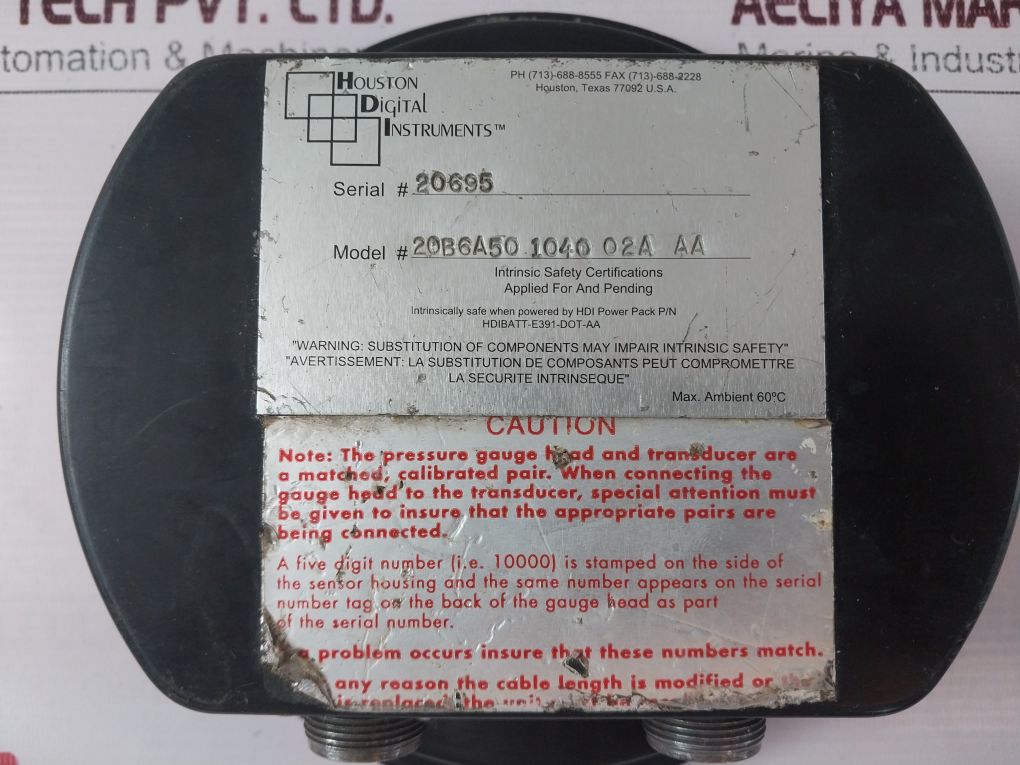 TECH PVT. LTD.
AELIYA MAR
tomation &
Marine & Industr
HOUSTON
DIGITAL
INSTRUMENTS™
PH (713)-688-8555 FAX (713)-688-2228
Houston, Texas 77092 U.S.A.
Serial # 20695
Model # 20B6A50 1040 02A AA
Intrinsic Safety Certifications
Applied For And Pending
Intrinsically safe when powered by HDI Power Pack P/N
HDIBATT-E391-DOT-AA
"WARNING: SUBSTITUTION OF COMPONENTS MAY IMPAIR INTRINSIC SAFETY"
"AVERTISSEMENT: LA SUBSTITUTION DE COMPOSANTS PEUT COMPROMETTRE
LA SECURITE INTRINSEQUE"
Max. Ambient 60ºC
CAUTION
Note: The pressure gauge head and transducer are
a matched, calibrated pair. When connecting the
gauge head to the transducer, special attention must
be given to insure that the appropriate pairs are
being connected.
A five digit number (i.e. 10000) is stamped on the side of
the sensor housing and the same number appears on the serial
number tag on the back of the gauge head as part
of the serial number.
a problem occurs insure that these numbers match.
any reason the cable length is modified or the
is replaced, the unit